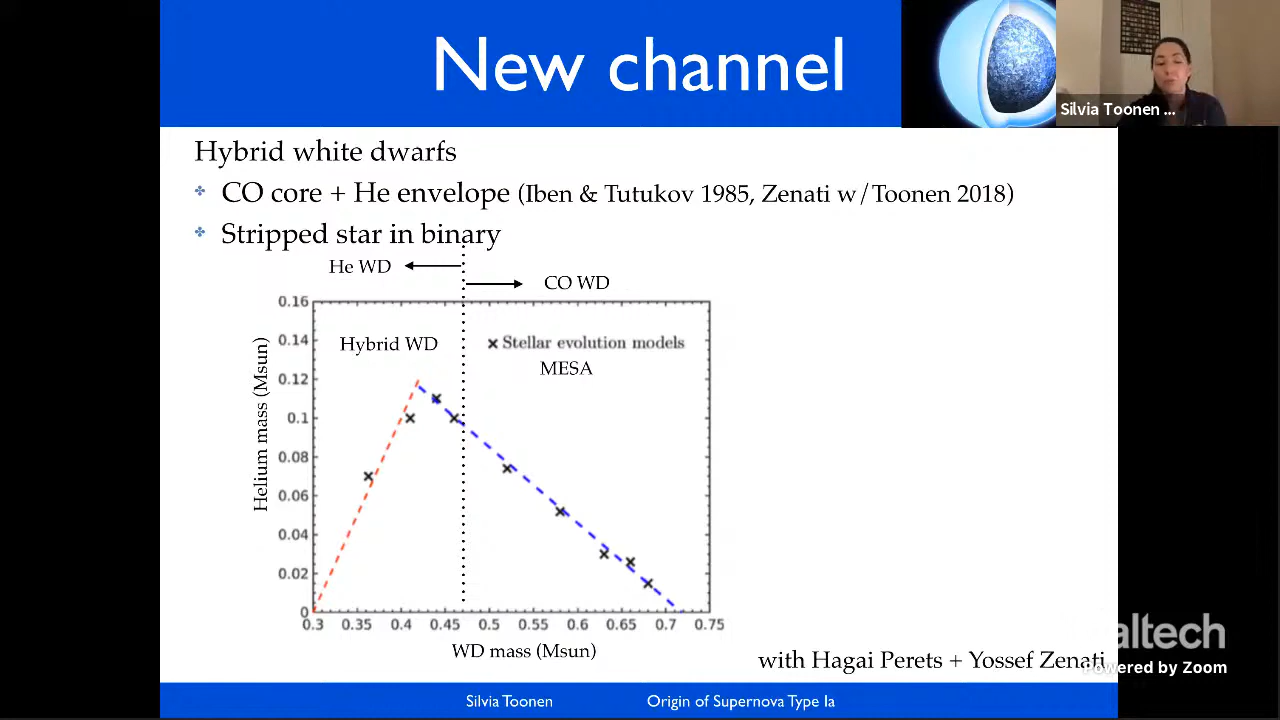 New channel
Silvia Toonen ...
Hybrid white dwarfs
CO core + He envelope (Iben & Tutukov 1985, Zenati w/Toonen 2018)
Stripped star in binary
He WD
CO WD
0.16
0.14
0.12
0.1
0.08
0.06
0.04
0.02
0
Helium mass (Msun)
Hybrid WD
Stellar evolution models
MESA
0.3 0.35 0.4 0.45 0.5 0.55 0.6 0.65 0.7 0.75
WD mass (Msun)
with Hagai Perets + Yossef Zenati
altech
Powered by Zoom
Silvia Toonen
Origin of Supernova Type Ia